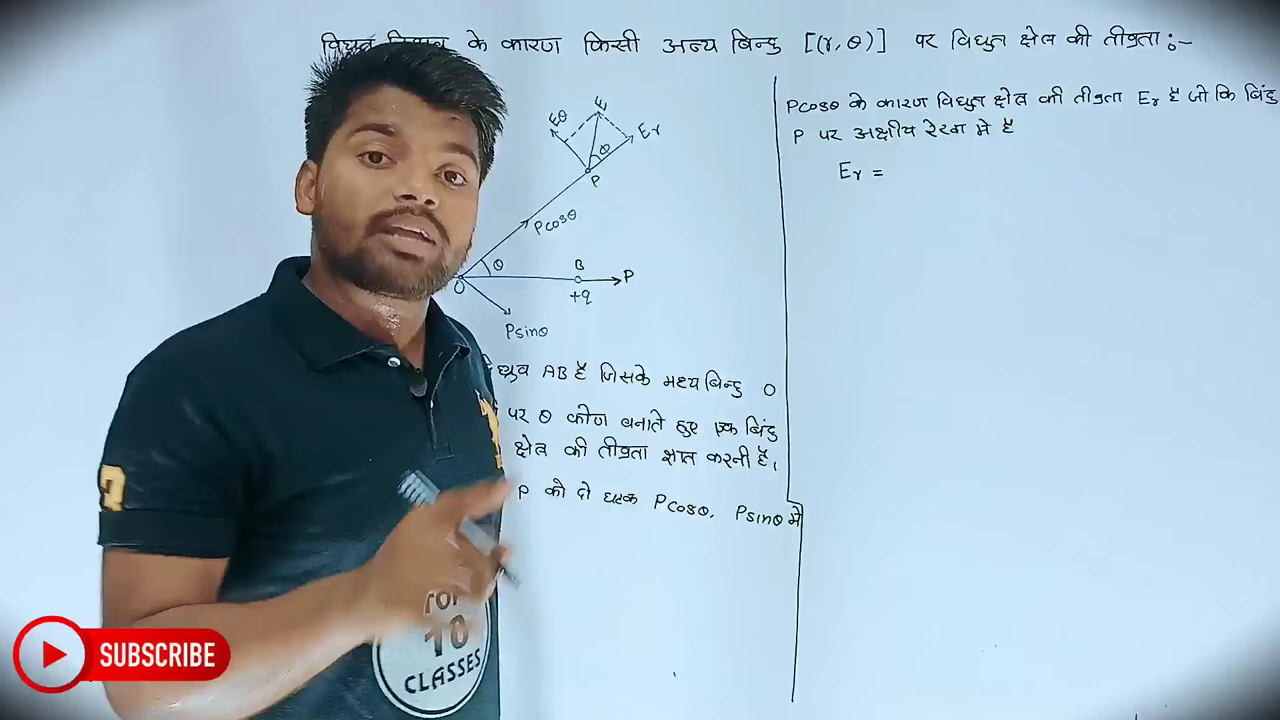 के कारण किसी अन्य बिन्दु [(r, θ)] पर विद्युत क्षेत्र की तीव्रता :-
Eθ
E
Er
θ
P
Pcosθ
θ
B
P
O
+q
Psinθ
AB है जिसके मध्य बिन्दु O
पर θ कोण बनाते हुए एक बिंदु
क्षेत्र की तीव्रता ज्ञात करनी है।
P को दो घटक Pcosθ, Psinθ में
Pcosθ के कारण विद्युत क्षेत्र की तीव्रता Er है जो कि बिंदु
P पर अक्षीय रेखा में है
Er =
TOP
10
CLASSES
SUBSCRIBE